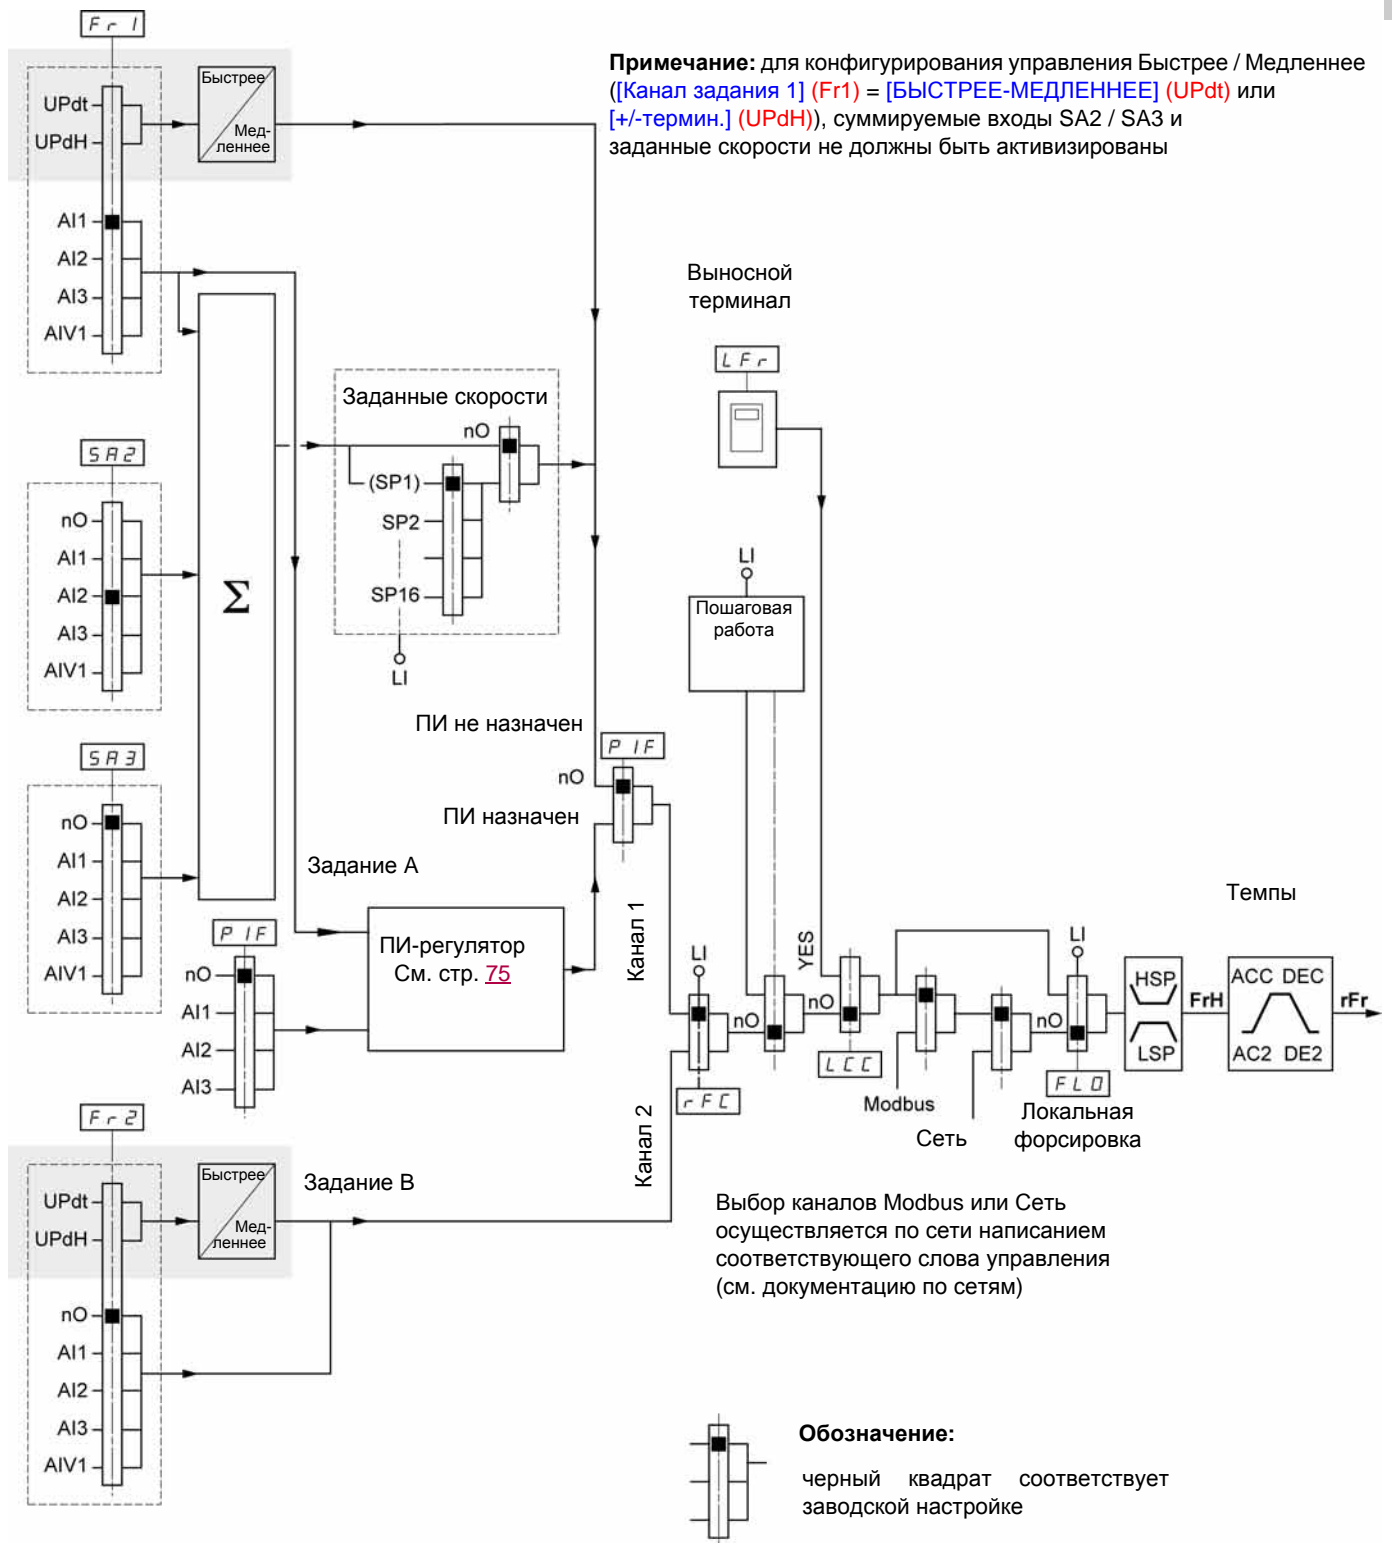 Fr1
Быстрее
Мед-
леннее
UPdt
UPdH
AI1
AI2
AI3
AIV1
Примечание: для конфигурирования управления Быстрее / Медленнее
([Канал задания 1] (Fr1) = [БЫСТРЕЕ-МЕДЛЕННЕЕ] (UPdt) или
[+/-термин.] (UPdH)), суммируемые входы SA2 / SA3 и
заданные скорости не должны быть активизированы
Выносной
терминал
LFr
Заданные скорости
nO
(SP1)
SP2
SP16
LI
SA2
nO
AI1
AI2
AI3
AIV1
Σ
LI
Пошаговая
работа
ПИ не назначен
PIF
nO
ПИ назначен
SA3
nO
AI1
AI2
AI3
AIV1
Задание A
PIF
nO
AI1
AI2
AI3
ПИ-регулятор
См. стр. 75
Канал 1
Канал 2
LI
rFC
nO
YES
nO
LCC
Modbus
Сеть
nO
LI
FLO
Локальная
форсировка
Темпы
HSP
LSP
FrH
ACC DEC
AC2 DE2
rFr
Fr2
Быстрее
Мед-
леннее
UPdt
UPdH
nO
AI1
AI2
AI3
AIV1
Задание B
Выбор каналов Modbus или Сеть
осуществляется по сети написанием
соответствующего слова управления
(см. документацию по сетям)
Обозначение:
черный квадрат соответствует
заводской настройке